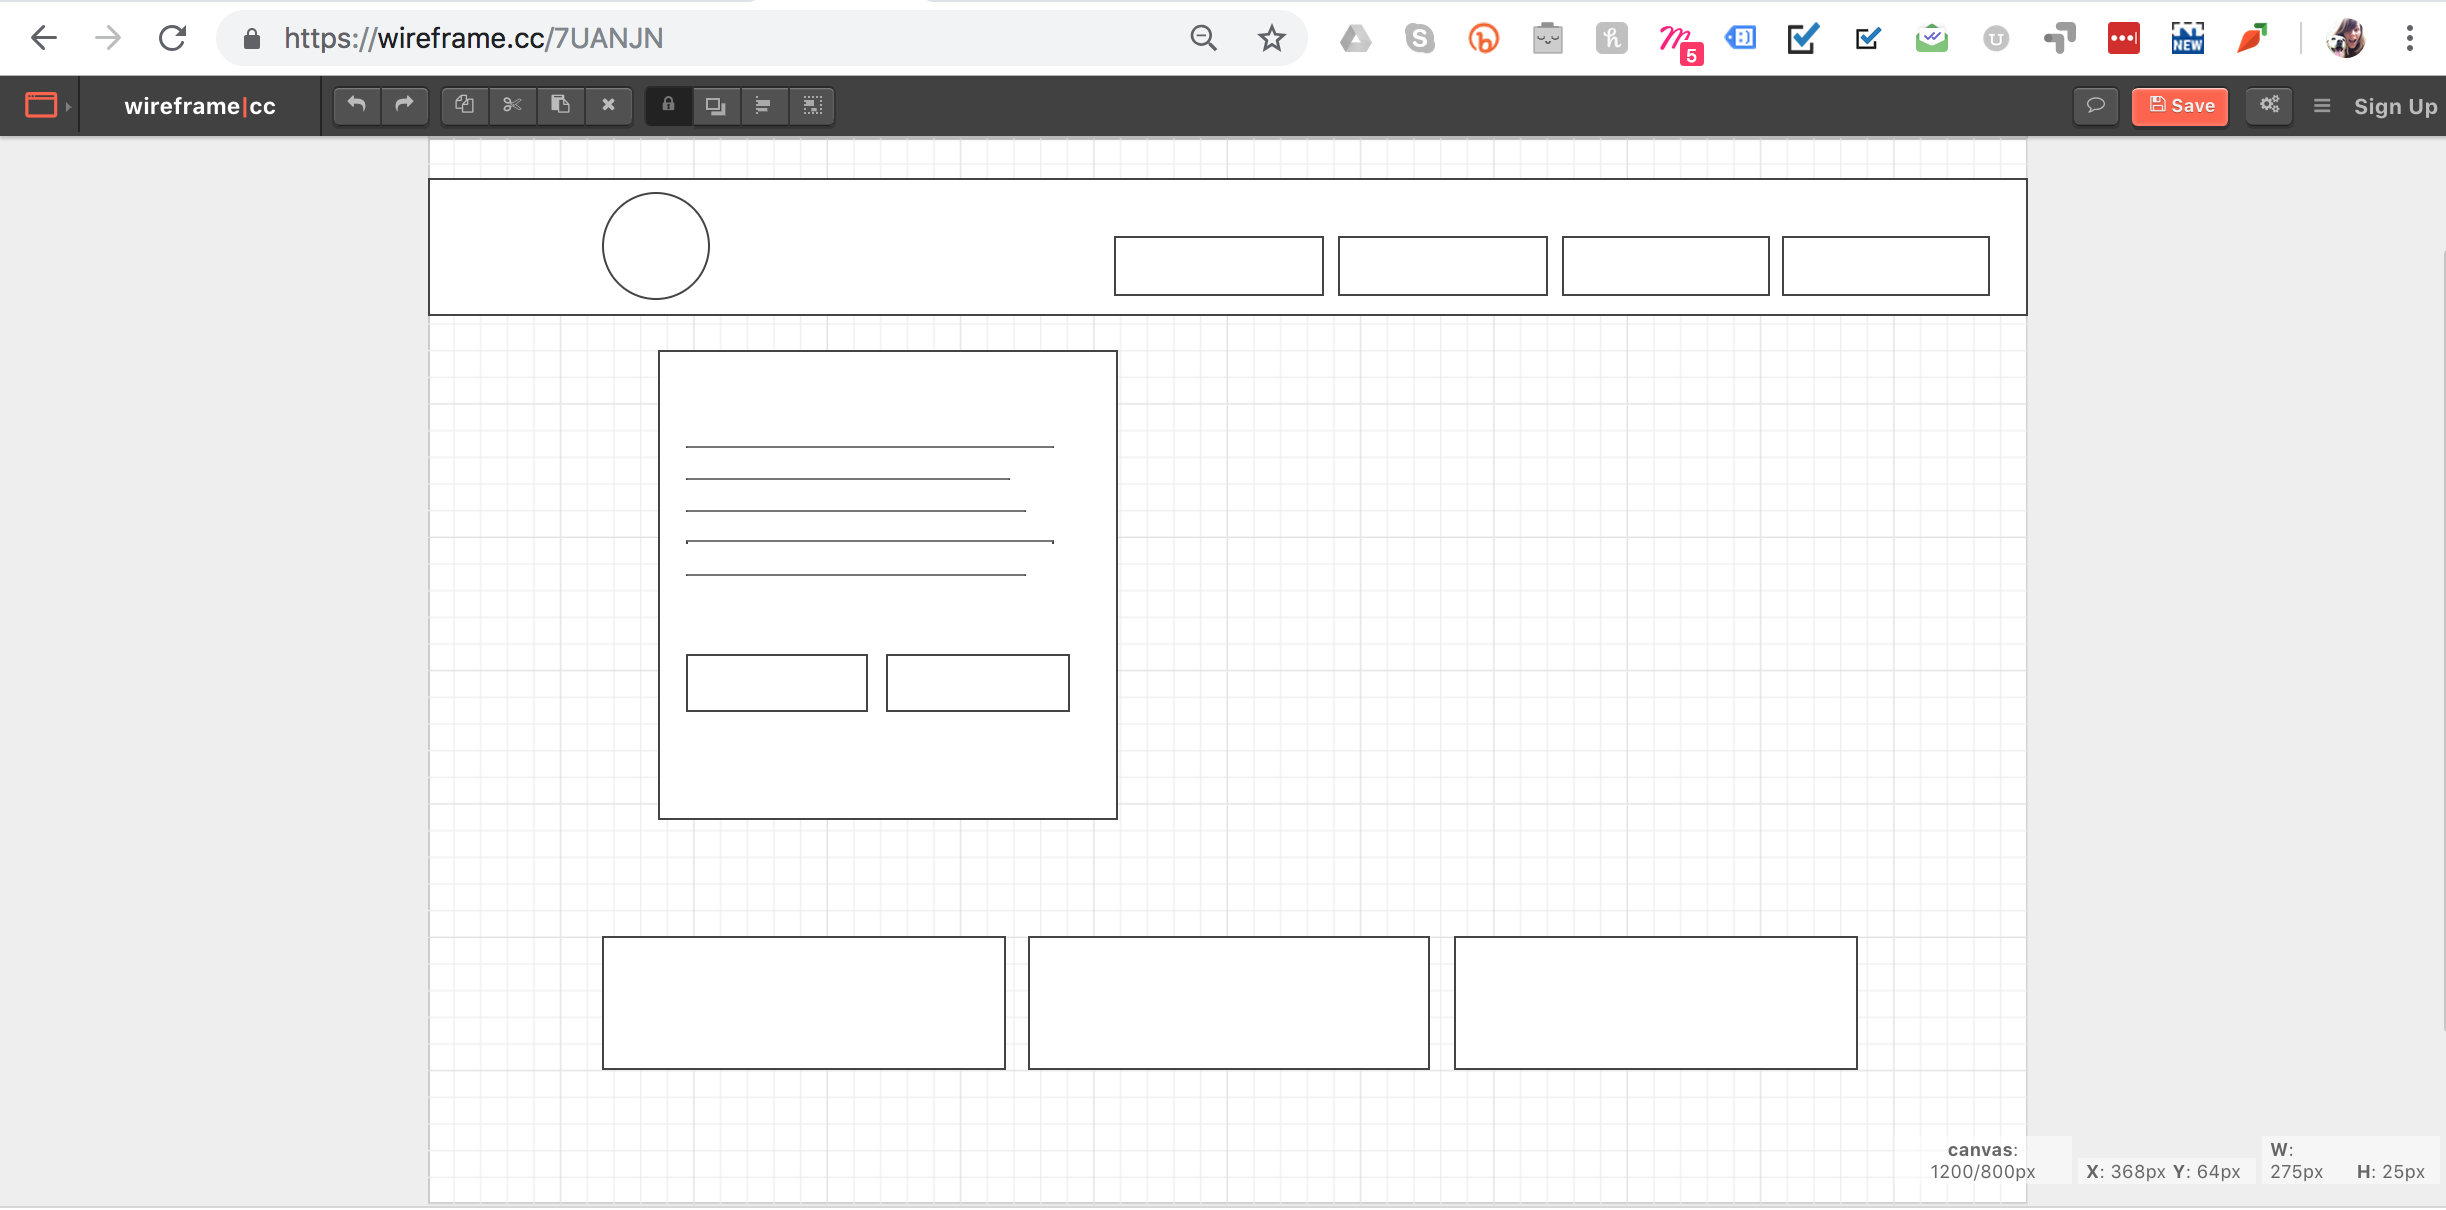 https://wireframe.cc/7UANJN
S
h
5
U
NEW
wireframe|cc
Save
Sign Up
canvas:
1200/800px
X: 368px Y: 64px
W:
275px
H: 25px